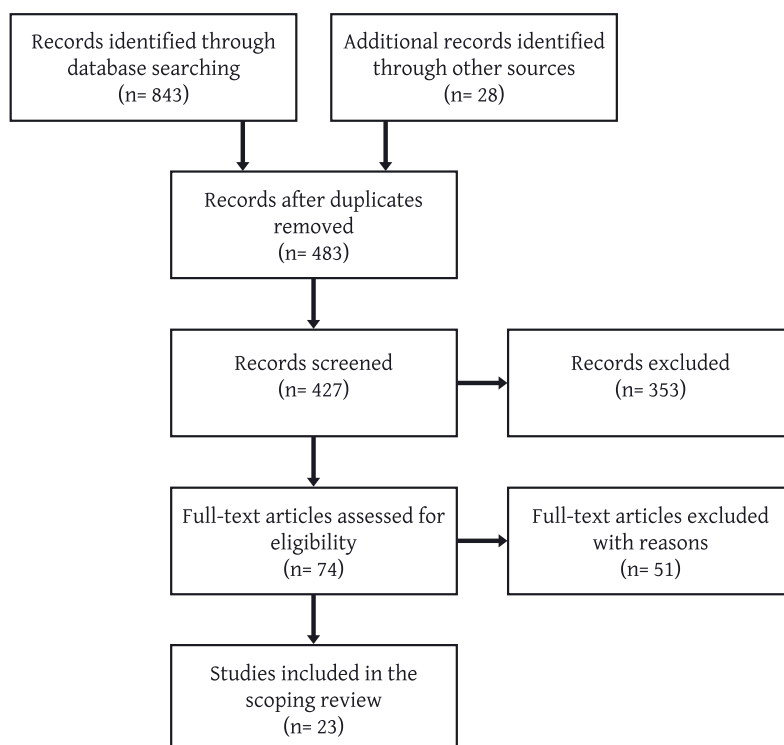 Records identified through
database searching
(n= 843)
Additional records identified
through other sources
(n= 28)
Records after duplicates
removed
(n= 483)
Records screened
(n= 427)
Records excluded
(n= 353)
Full-text articles assessed for
eligibility
(n= 74)
Full-text articles excluded
with reasons
(n= 51)
Studies included in the
scoping review
(n= 23)